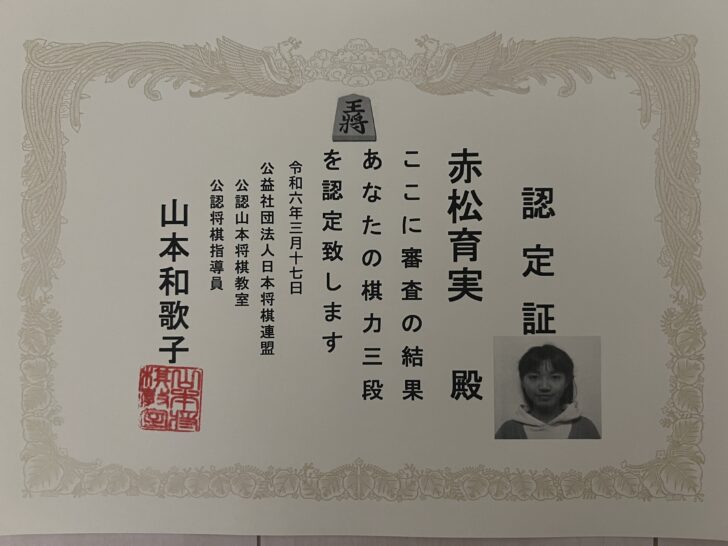 認定証
赤松育実 殿
ここに審査の結果
あなたの棋力三段
を認定致します
令和六年三月十七日
公益社団法人日本将棋連盟
公認山本将棋教室
公認将棋指導員
山本和歌子
王將